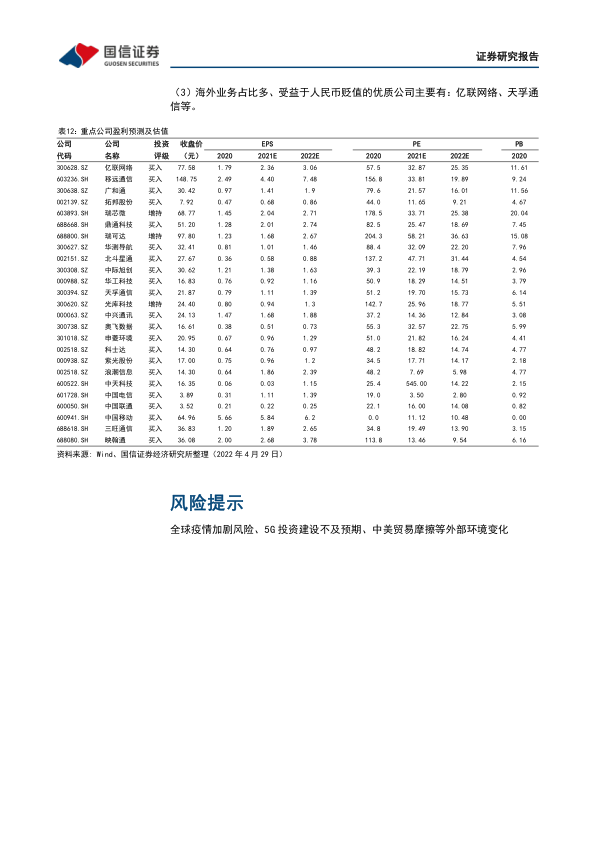 国信证券
GUOSEN SECURITIES
证券研究报告
（3）海外业务占比多、受益于人民币贬值的优质公司主要有：亿联网络、天孚通
信等。
表12：重点公司盈利预测及估值
公司 公司 投资 收盘价 EPS PE PB
代码 名称 评级 （元） 2020 2021E 2022E 2020 2021E 2022E 2020
300628.SZ 亿联网络 买入 77.58 1.79 2.36 3.06 57.5 32.87 25.35 11.61
603236.SH 移远通信 买入 148.75 2.49 4.40 7.48 156.8 33.81 19.89 9.24
300638.SZ 广和通 买入 30.42 0.97 1.41 1.9 79.6 21.57 16.01 11.56
002139.SZ 拓邦股份 买入 7.92 0.47 0.68 0.86 44.0 11.65 9.21 4.67
603893.SH 瑞芯微 增持 68.77 1.45 2.04 2.71 178.5 33.71 25.38 20.04
688668.SH 鼎通科技 买入 51.20 1.28 2.01 2.74 82.5 25.47 18.69 7.45
688800.SH 瑞可达 增持 97.80 1.23 1.68 2.67 204.3 58.21 36.63 15.08
300627.SZ 华测导航 买入 32.41 0.81 1.01 1.46 88.4 32.09 22.20 7.96
002151.SZ 北斗星通 买入 27.67 0.36 0.58 0.88 137.2 47.71 31.44 4.54
300308.SZ 中际旭创 买入 30.62 1.21 1.38 1.63 39.3 22.19 18.79 2.96
000988.SZ 华工科技 买入 16.83 0.76 0.92 1.16 50.9 18.29 14.51 3.79
300394.SZ 天孚通信 买入 21.87 0.79 1.11 1.39 51.2 19.70 15.73 6.14
300620.SZ 光库科技 增持 24.40 0.80 0.94 1.3 142.7 25.96 18.77 5.51
000063.SZ 中兴通讯 买入 24.13 1.47 1.68 1.88 37.2 14.36 12.84 3.08
300738.SZ 奥飞数据 买入 16.61 0.38 0.51 0.73 55.3 32.57 22.75 5.99
301018.SZ 申菱环境 买入 20.95 0.67 0.96 1.29 51.0 21.82 16.24 4.41
002518.SZ 科士达 买入 14.30 0.64 0.76 0.97 48.2 18.82 14.74 4.77
000938.SZ 紫光股份 买入 17.00 0.75 0.96 1.2 34.5 17.71 14.17 2.18
002518.SZ 浪潮信息 买入 14.30 0.64 1.86 2.39 48.2 7.69 5.98 4.77
600522.SH 中天科技 买入 16.35 0.06 0.03 1.15 25.4 545.00 14.22 2.15
601728.SH 中国电信 买入 3.89 0.31 1.11 1.39 19.0 3.50 2.80 0.92
600050.SH 中国联通 买入 3.52 0.21 0.22 0.25 22.1 16.00 14.08 0.82
600941.SH 中国移动 买入 64.96 5.66 5.84 6.2 0.0 11.12 10.48 0.00
688618.SH 三旺通信 买入 36.83 1.20 1.89 2.65 34.8 19.49 13.90 3.15
688080.SH 映翰通 买入 36.08 2.00 2.68 3.78 113.8 13.46 9.54 6.16
资料来源：Wind、国信证券经济研究所整理（2022 年 4 月 29 日）
风险提示
全球疫情加剧风险、5G 投资建设不及预期、中美贸易摩擦等外部环境变化